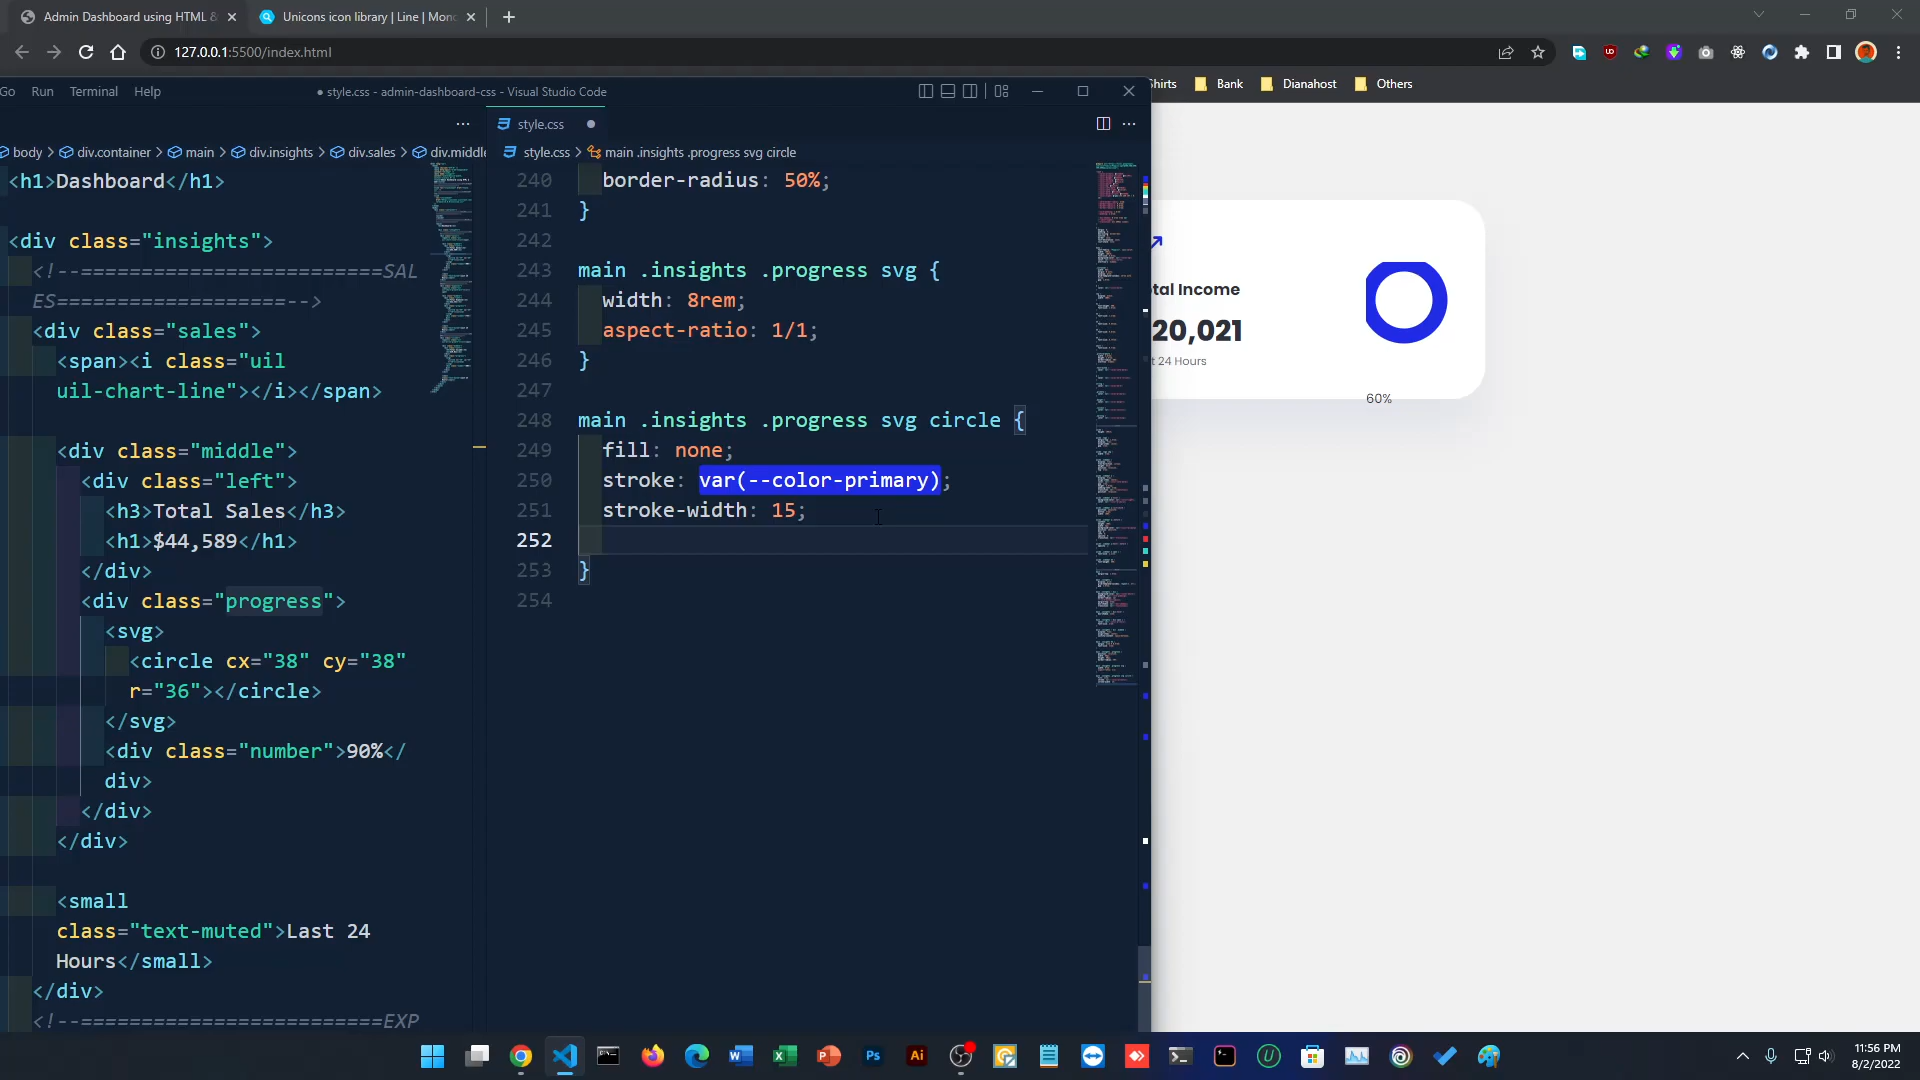 Admin Dashboard using HTML &
Unicons icon library | Line | Mono
127.0.0.1:5500/index.html
Shirts
Bank
Dianahost
Others
Go
Run
Terminal
Help
● style.css - admin-dashboard-css - Visual Studio Code
style.css
body > div.container > main > div.insights > div.sales > div.middle
style.css > main .insights .progress svg circle
<h1>Dashboard</h1>
<div class="insights">
<!--===========================SAL
ES===================-->
<div class="sales">
<span><i class="uil
uil-chart-line"></i></span>
<div class="middle">
<div class="left">
<h3>Total Sales</h3>
<h1>$44,589</h1>
</div>
<div class="progress">
<svg>
<circle cx="38" cy="38"
r="36"></circle>
</svg>
<div class="number">90%</
div>
</div>
</div>
<small
class="text-muted">Last 24
Hours</small>
</div>
<!--=========================EXP
240 border-radius: 50%;
241 }
242
243 main .insights .progress svg {
244 width: 8rem;
245 aspect-ratio: 1/1;
246 }
247
248 main .insights .progress svg circle {
249 fill: none;
250 stroke: var(--color-primary);
251 stroke-width: 15;
252
253 }
254
tal Income
20,021
t 24 Hours
60%
11:56 PM
8/2/2022